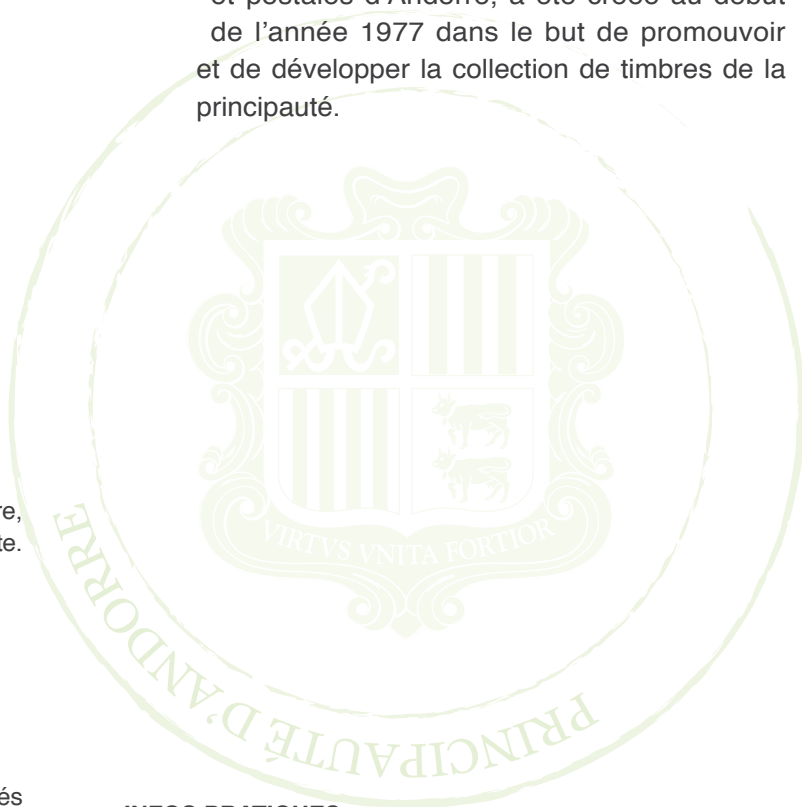 et postales d'Andorre, a été créée au début
de l'année 1977 dans le but de promouvoir
et de développer la collection de timbres de la
principauté.
re,
te.
VIRTVS VNITA FORTIOR
PRINCIPAUTÉ D'ANDORRE
és
INFOS PRATIQUES